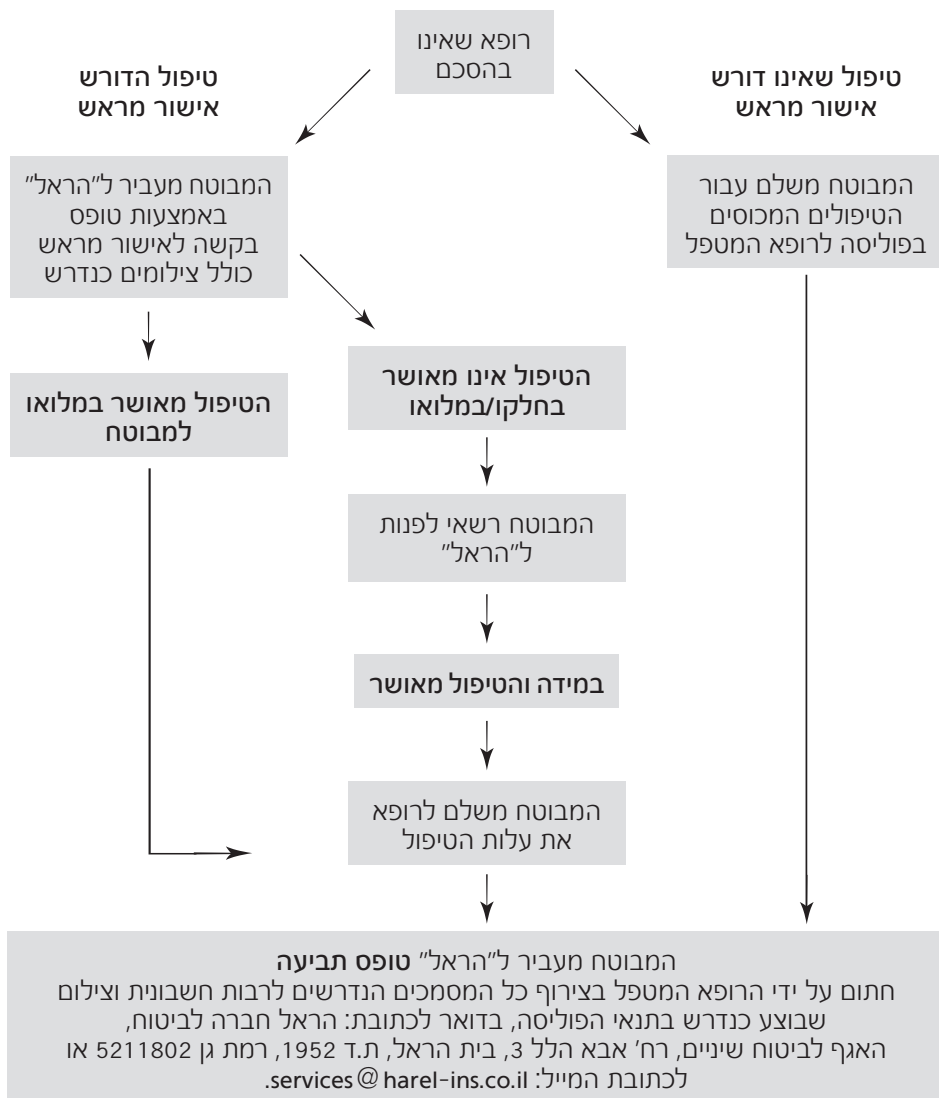 רופא שאינו
בהסכם
טיפול שאינו דורש
אישור מראש
טיפול הדורש
אישור מראש
המבוטח משלם עבור
הטיפולים המכוסים
בפוליסה לרופא המטפל
המבוטח מעביר ל"הראל"
באמצעות טופס
בקשה לאישור מראש
כולל צילומים כנדרש
הטיפול אינו מאושר
בחלקו/במלואו
הטיפול מאושר במלואו
למבוטח
המבוטח רשאי לפנות
ל"הראל"
במידה והטיפול מאושר
המבוטח משלם לרופא
את עלות הטיפול
המבוטח מעביר ל"הראל" טופס תביעה
חתום על ידי הרופא המטפל בצירוף כל המסמכים הנדרשים לרבות חשבונית וצילום
שבוצע כנדרש בתנאי הפוליסה, בדואר לכתובת: הראל חברה לביטוח,
האגף לביטוח שיניים, רח' אבא הלל 3, בית הראל, ת.ד 1952, רמת גן 5211802 או
לכתובת המייל: services@harel-ins.co.il.